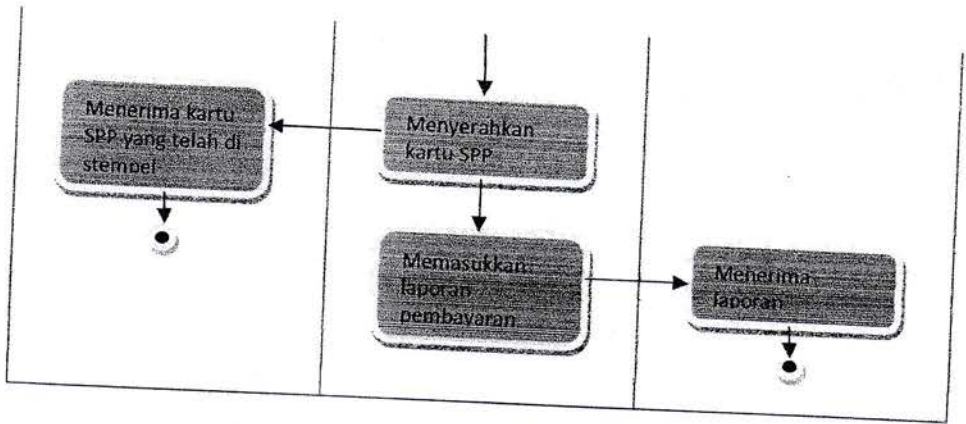 Menerima kartu
SPP yang telah di
stempel
Menyerahkan
kartu SPP
Memasukkan
laporan
pembayaran
Menerima
laporan